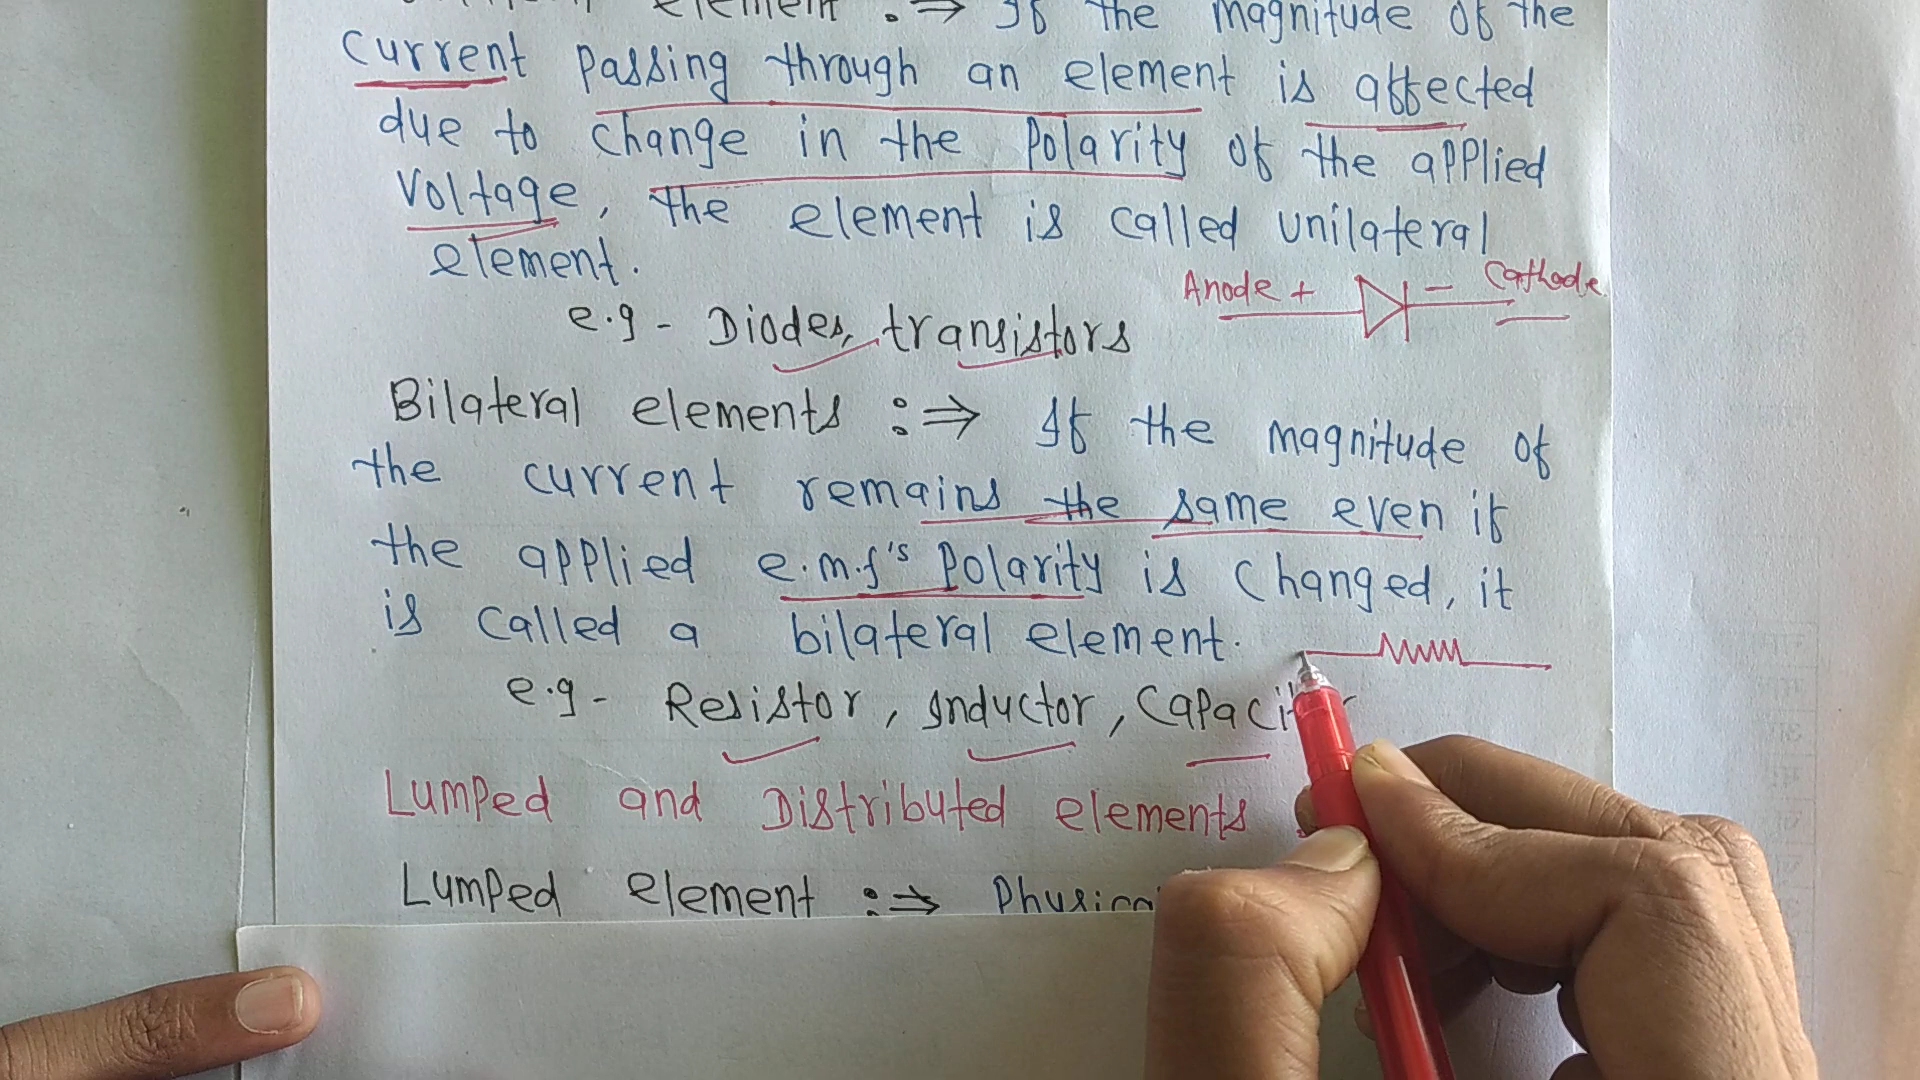 element :⇒ If the magnitude of the
current passing through an element is affected
due to change in the Polarity of the applied
Voltage, the element is called unilateral
element.
Anode + - Cathode
e.g - Diodes, transistors
Bilateral elements :⇒ If the magnitude of
the current remains the same even if
the applied e.m.f's Polarity is changed, it
is called a bilateral element.
e.g - Resistor, Inductor,
Lumped and Distributed elements
Lumped element :⇒